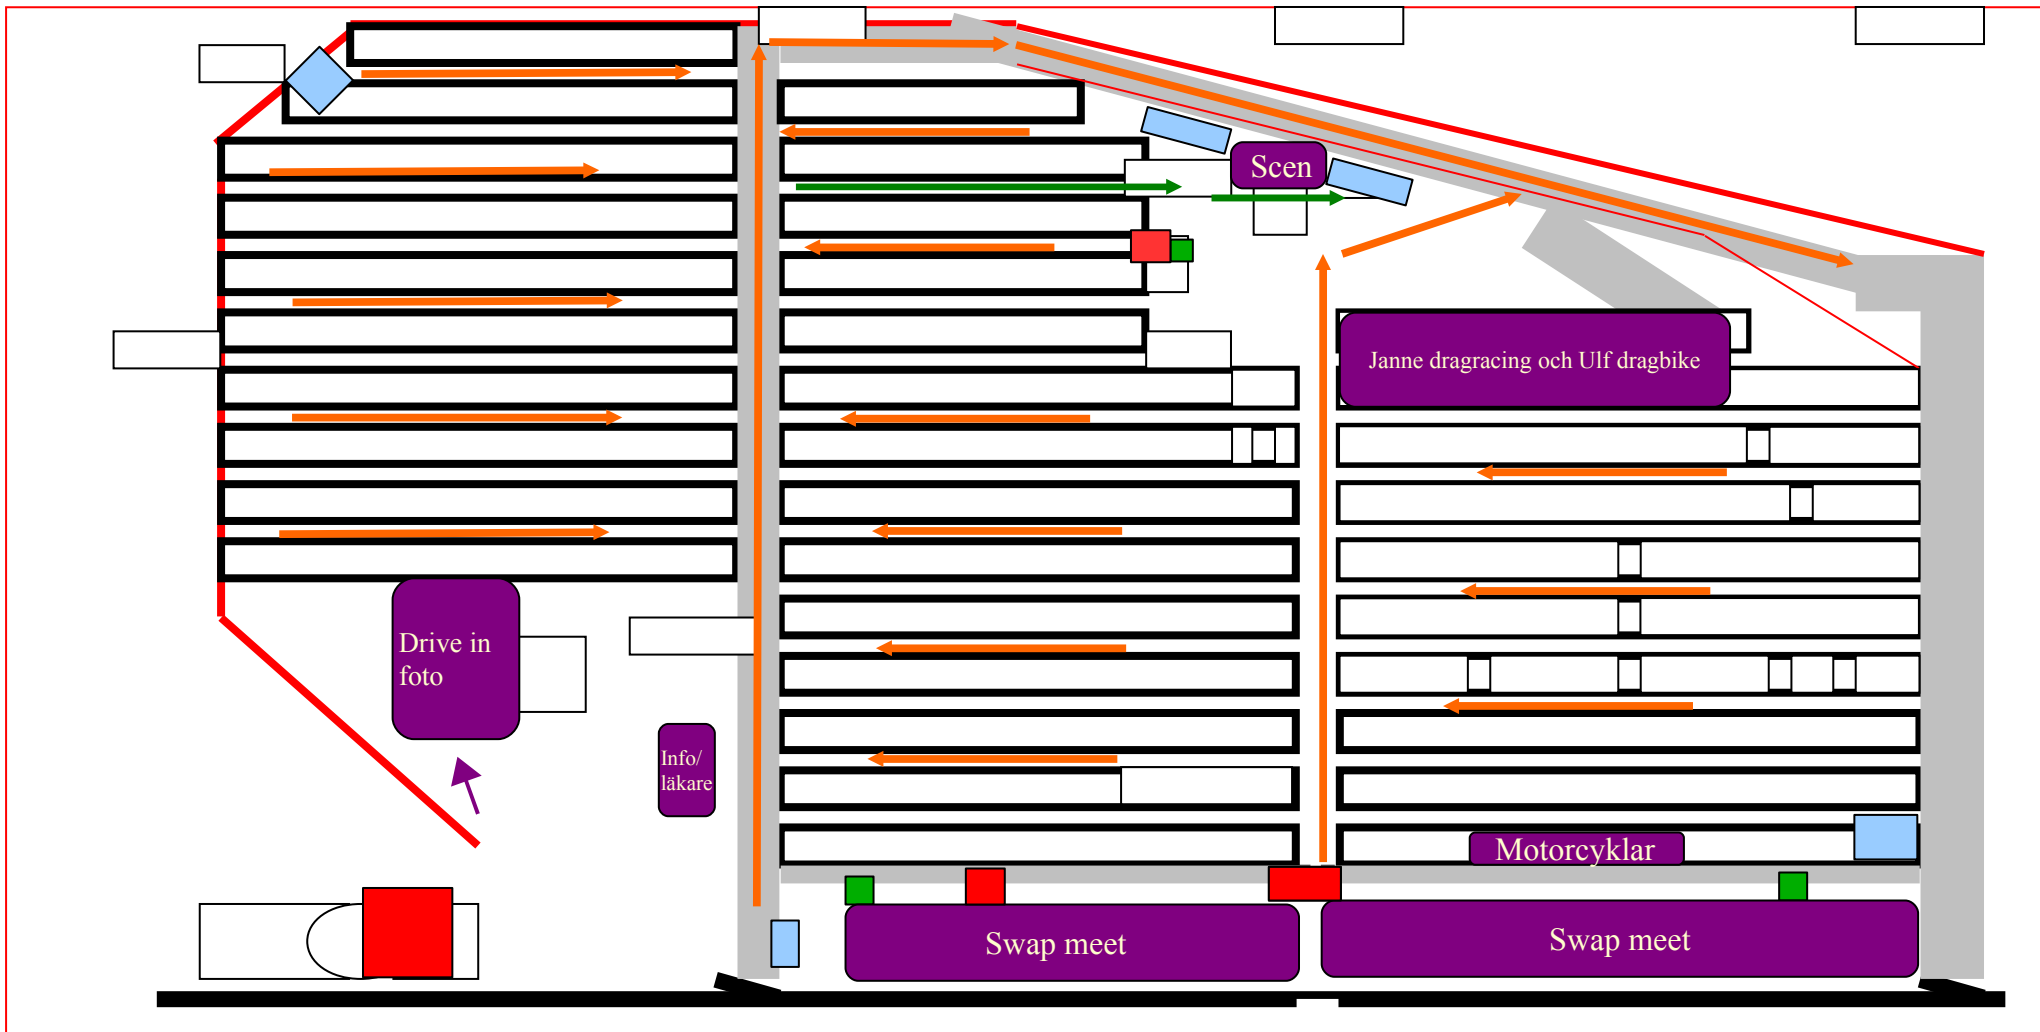 Scen
Janne dragracing och Ulf dragbike
Drive in
foto
Info/
läkare
Motorcyklar
Swap meet
Swap meet